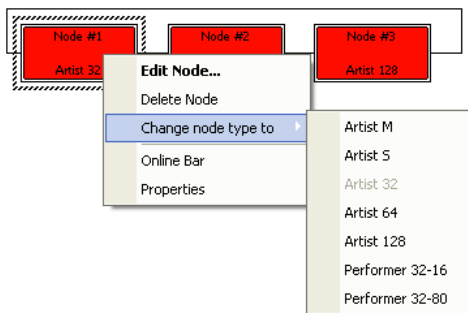 Node #1
Node #2
Node #3
Artist 32
Artist 128
Edit Node...
Delete Node
Change node type to
Online Bar
Properties
Artist M
Artist S
Artist 32
Artist 64
Artist 128
Performer 32-16
Performer 32-80